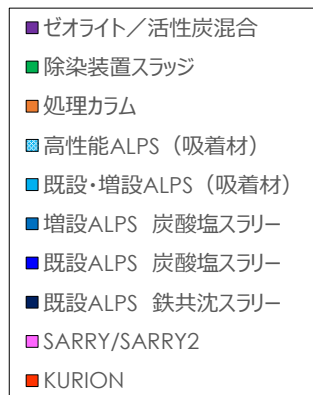 ゼオライト／活性炭混合
除染装置スラッジ
処理カラム
高性能ALPS（吸着材）
既設・増設ALPS（吸着材）
増設ALPS 炭酸塩スラリー
既設ALPS 炭酸塩スラリー
既設ALPS 鉄共沈スラリー
SARRY/SARRY2
KURION